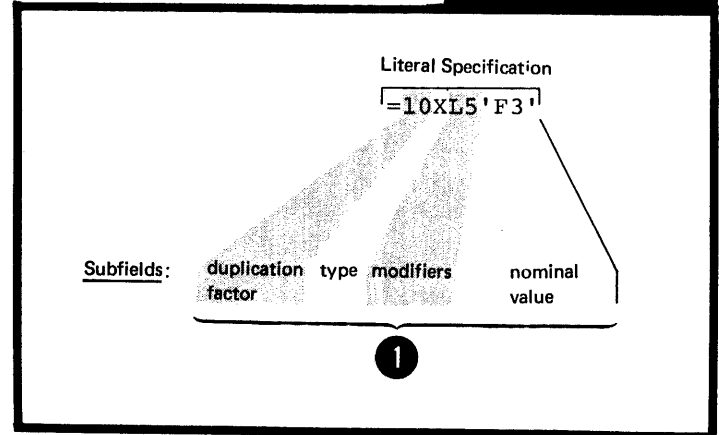 Literal Specification
=10XL5'F3'
Subfields: duplication type modifiers nominal
factor value
1